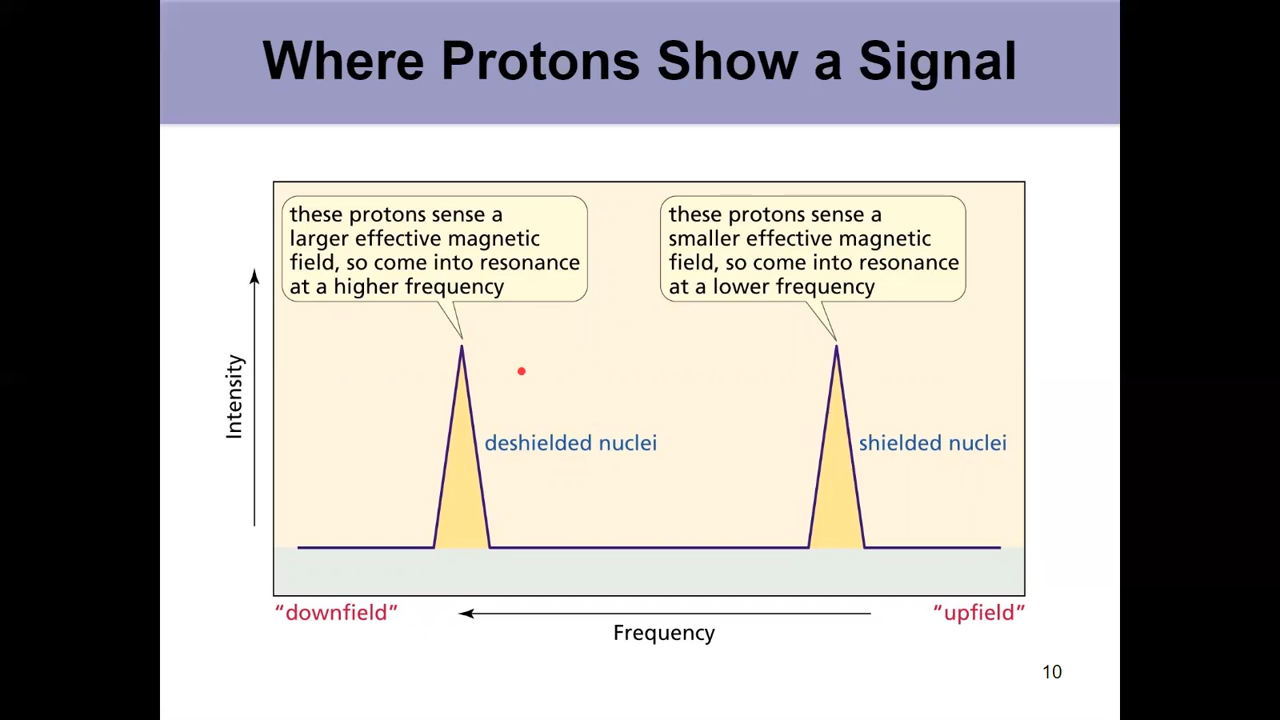 Where Protons Show a Signal
these protons sense a
larger effective magnetic
field, so come into resonance
at a higher frequency
these protons sense a
smaller effective magnetic
field, so come into resonance
at a lower frequency
Intensity
deshielded nuclei
shielded nuclei
“downfield”
“upfield”
Frequency
10